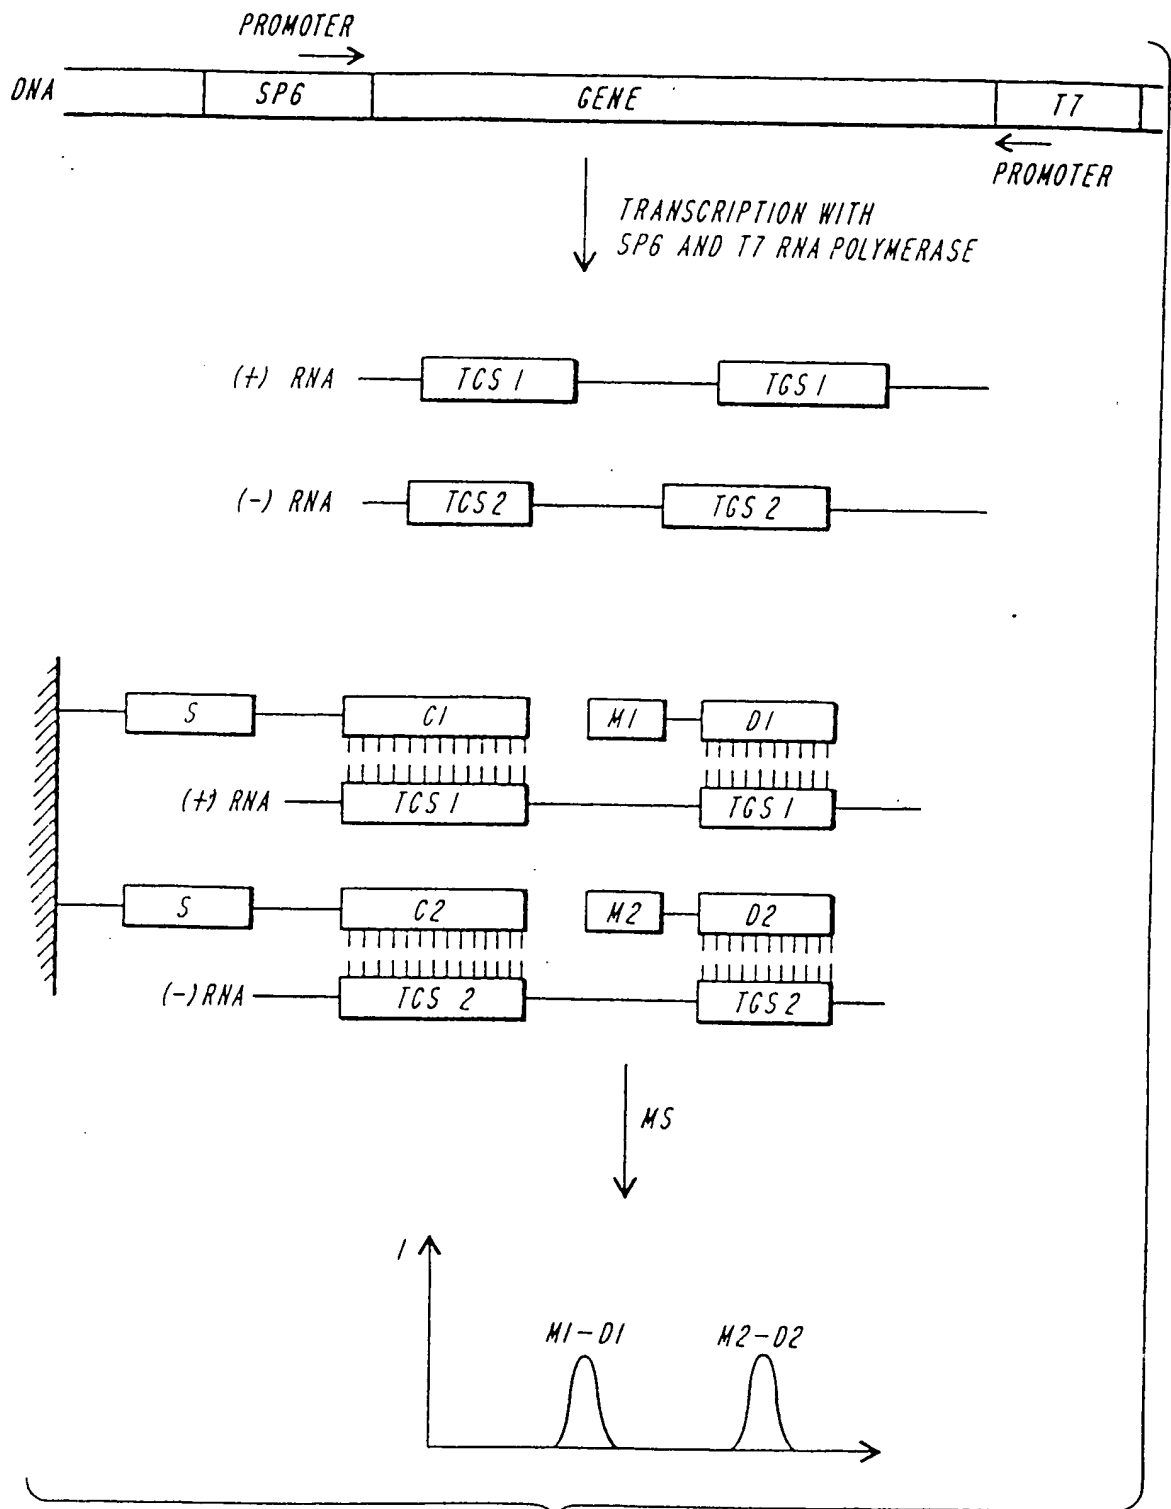 PROMOTER
DNA SP6 GENE T7
PROMOTER
TRANSCRIPTION WITH
SP6 AND T7 RNA POLYMERASE
(+) RNA TCS 1 TGS 1
(-) RNA TCS 2 TGS 2
S C1 M1 D1
(+) RNA TCS 1 TGS 1
S C2 M2 D2
(-) RNA TCS 2 TGS 2
MS
I
M1-D1 M2-D2